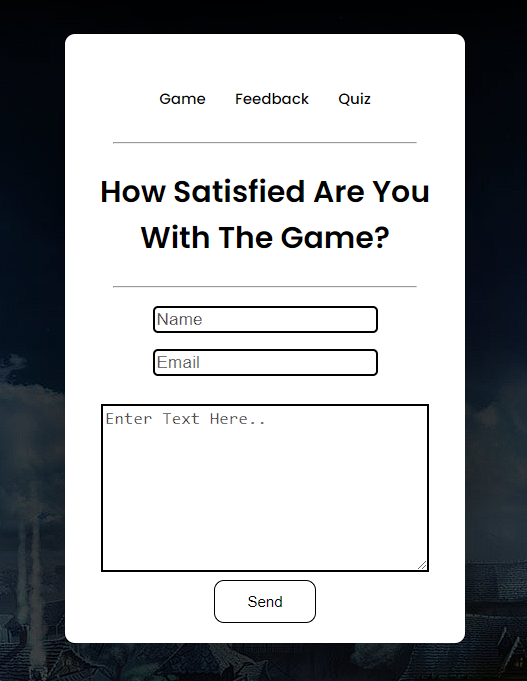 Game Feedback Quiz
How Satisfied Are You
With The Game?
Name
Email
Enter Text Here..
Send